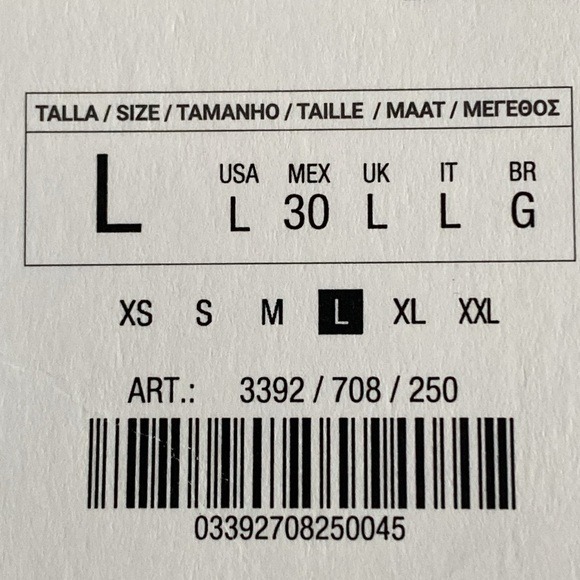 TALLA / SIZE / TAMANHO / TAILLE / MAAT / ΜΕΓΕΘΟΣ
USA MEX UK IT BR
L L 30 L L G
XS S M L XL XXL
ART.: 3392 / 708 / 250
03392708250045